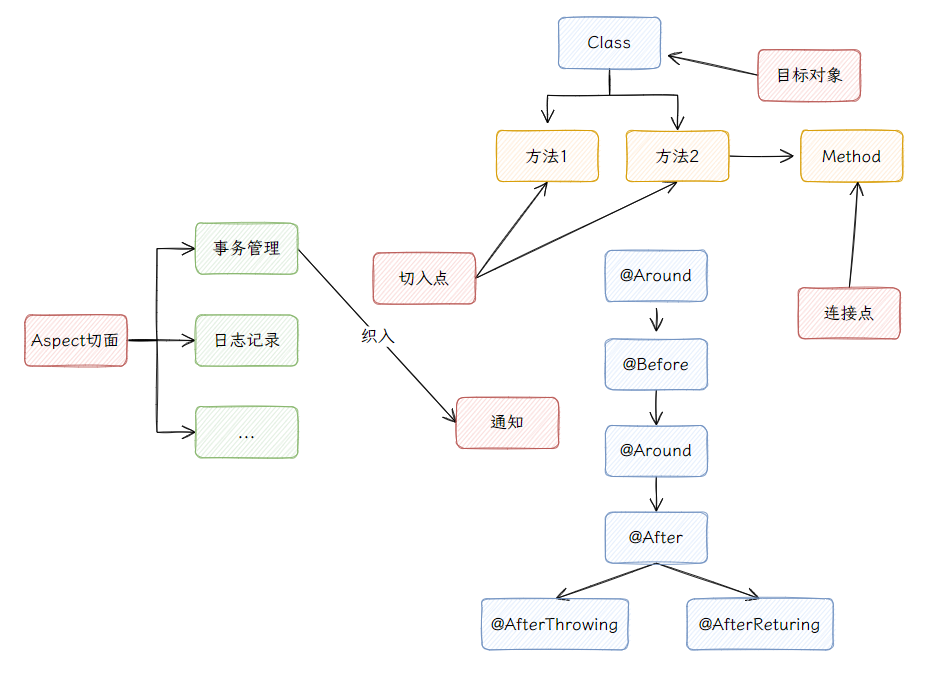 Class
目标对象
方法1
方法2
Method
事务管理
切入点
@Around
连接点
Aspect切面
日志记录
织入
@Before
...
通知
@Around
@After
@AfterThrowing
@AfterReturing